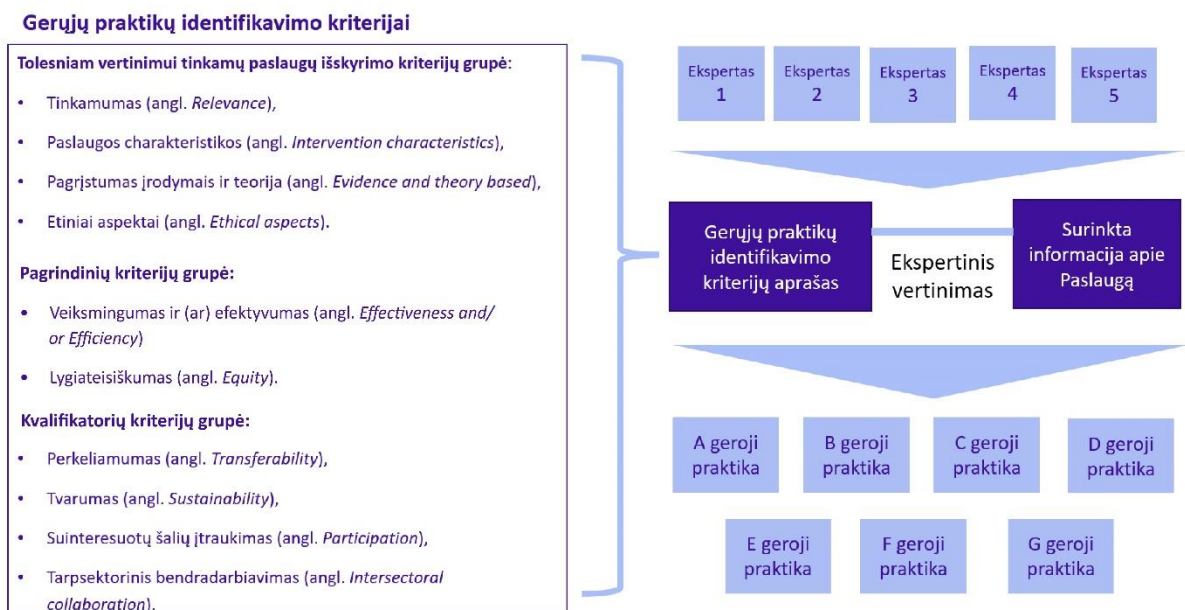 Gerųjų praktikų identifikavimo kriterijai
Tolesniam vertinimui tinkamų paslaugų išskyrimo kriterijų grupė:
• Tinkamumas (angl. Relevance),
• Paslaugos charakteristikos (angl. Intervention characteristics),
• Pagrįstumas įrodymais ir teorija (angl. Evidence and theory based),
• Etiniai aspektai (angl. Ethical aspects).
Pagrindinių kriterijų grupė:
• Veiksmingumas ir (ar) efektyvumas (angl. Effectiveness and/
or Efficiency)
• Lygiateisiškumas (angl. Equity).
Kvalifikatorių kriterijų grupė:
• Perkeliamumas (angl. Transferability),
• Tvarumas (angl. Sustainability),
• Suinteresuotų šalių įtraukimas (angl. Participation),
• Tarpsektorinis bendradarbiavimas (angl. Intersectoral
collaboration).
Ekspertas
1
Ekspertas
2
Ekspertas
3
Ekspertas
4
Ekspertas
5
Gerųjų praktikų
identifikavimo
kriterijų aprašas
Ekspertinis
vertinimas
Surinkta
informacija apie
Paslaugą
A geroji
praktika
B geroji
praktika
C geroji
praktika
D geroji
praktika
E geroji
praktika
F geroji
praktika
G geroji
praktika